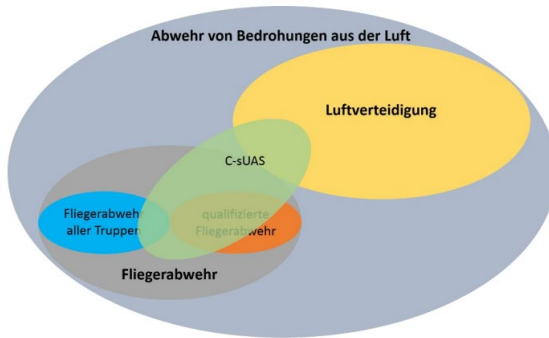 Abwehr von Bedrohungen aus der Luft
Luftverteidigung
C-sUAS
Fliegerabwehr
aller Truppen
qualifizierte
Fliegerabwehr
Fliegerabwehr